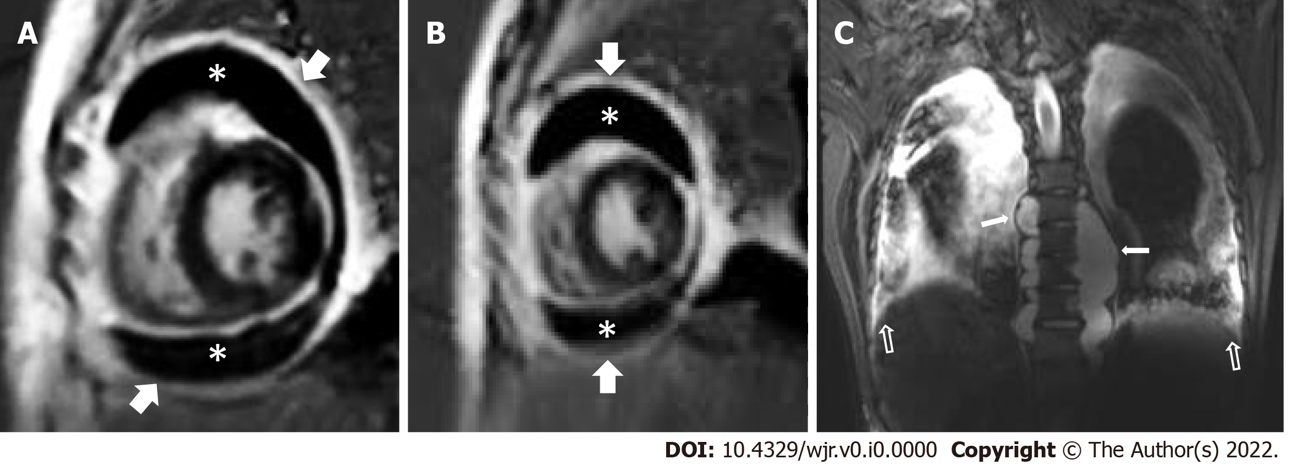 A
B
C
*
*
*
*
DOI: 10.4329/wjr.v0.i0.0000 Copyright © The Author(s) 2022.